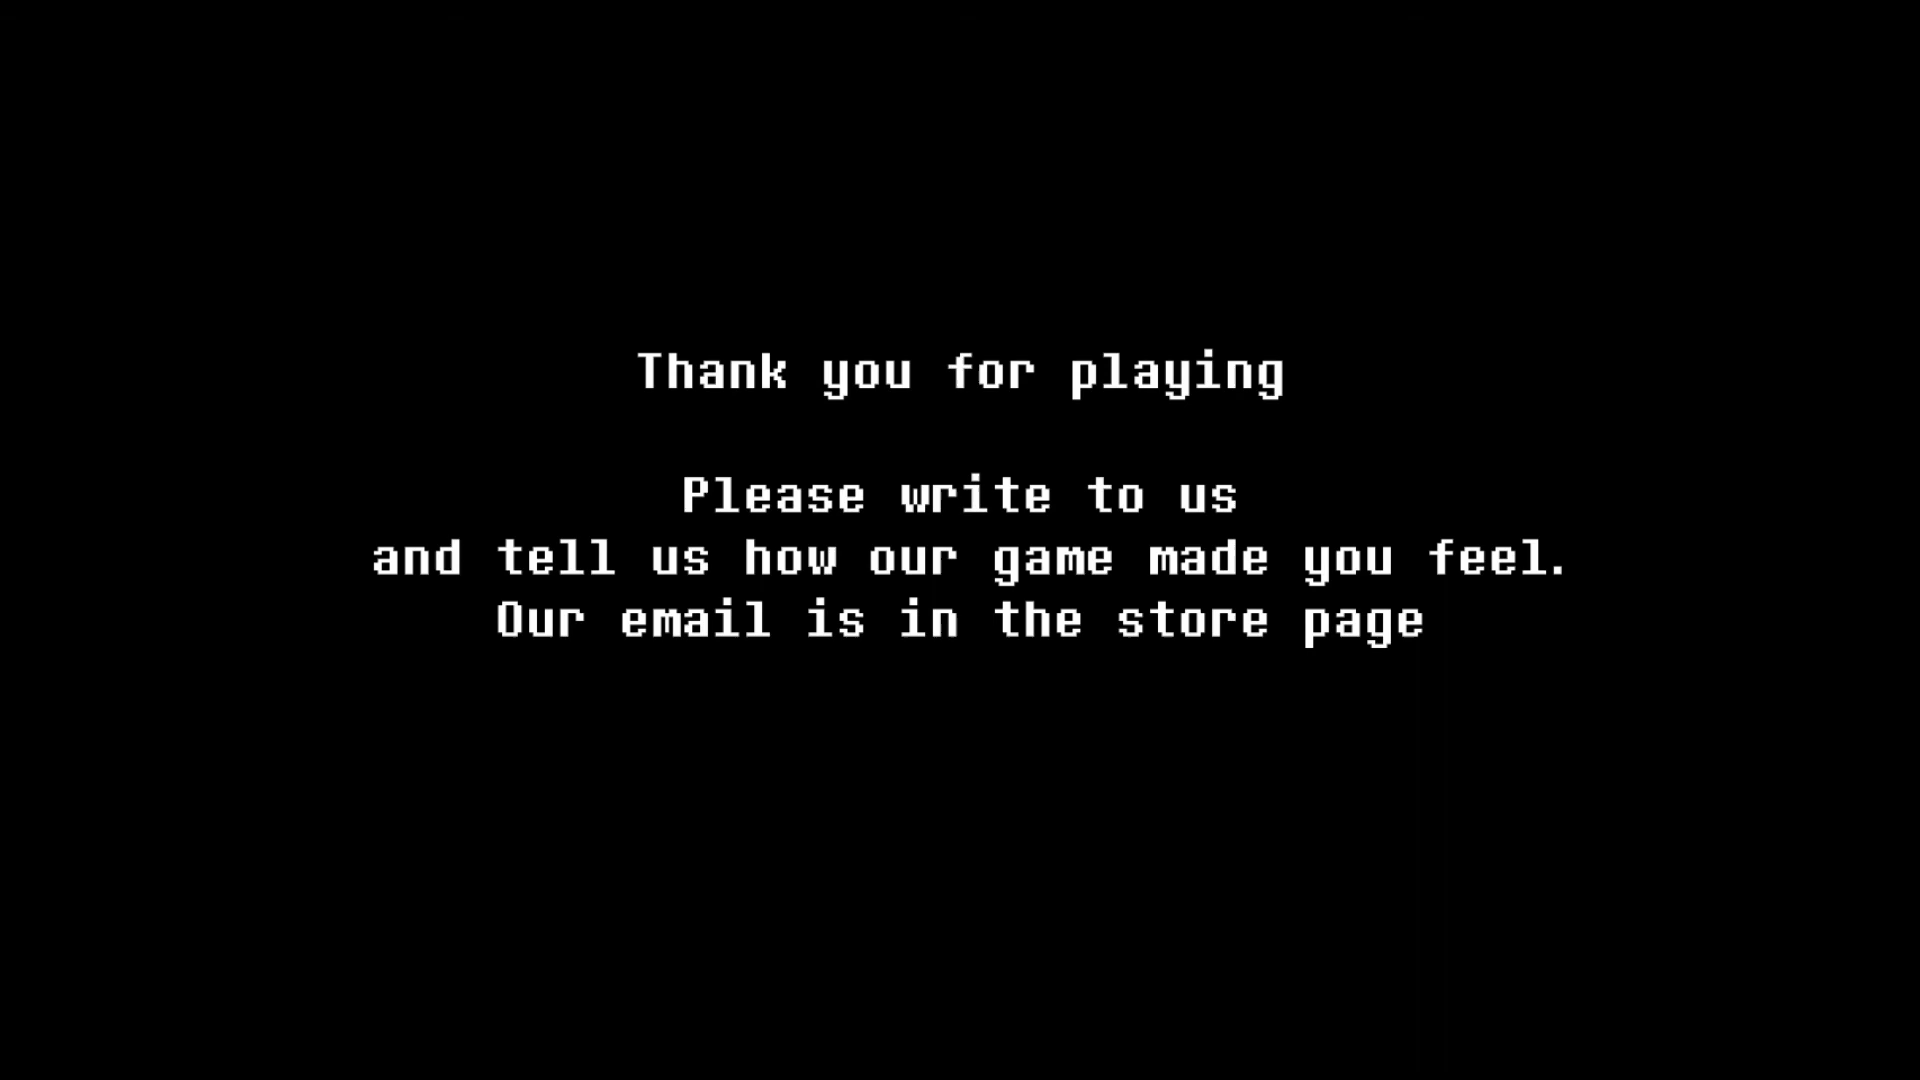 Thank you for playing
Please write to us
and tell us how our game made you feel.
Our email is in the store page